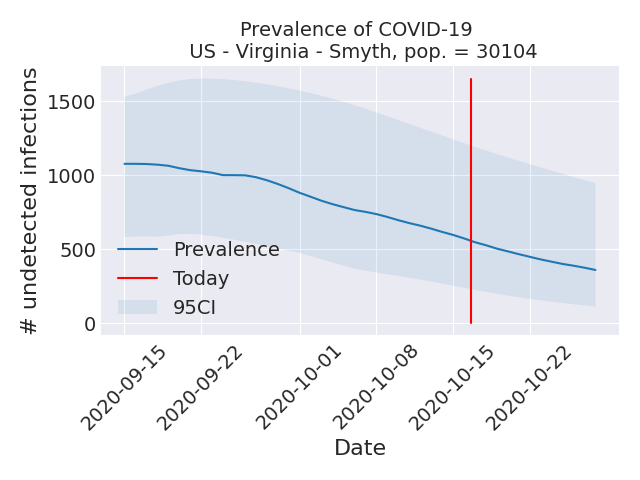 Prevalence of COVID-19
US - Virginia - Smyth, pop. = 30104
# undetected infections
1500
1000
500
0
Prevalence
Today
95CI
2020-09-15
2020-09-22
2020-10-01
2020-10-08
2020-10-15
2020-10-22
Date